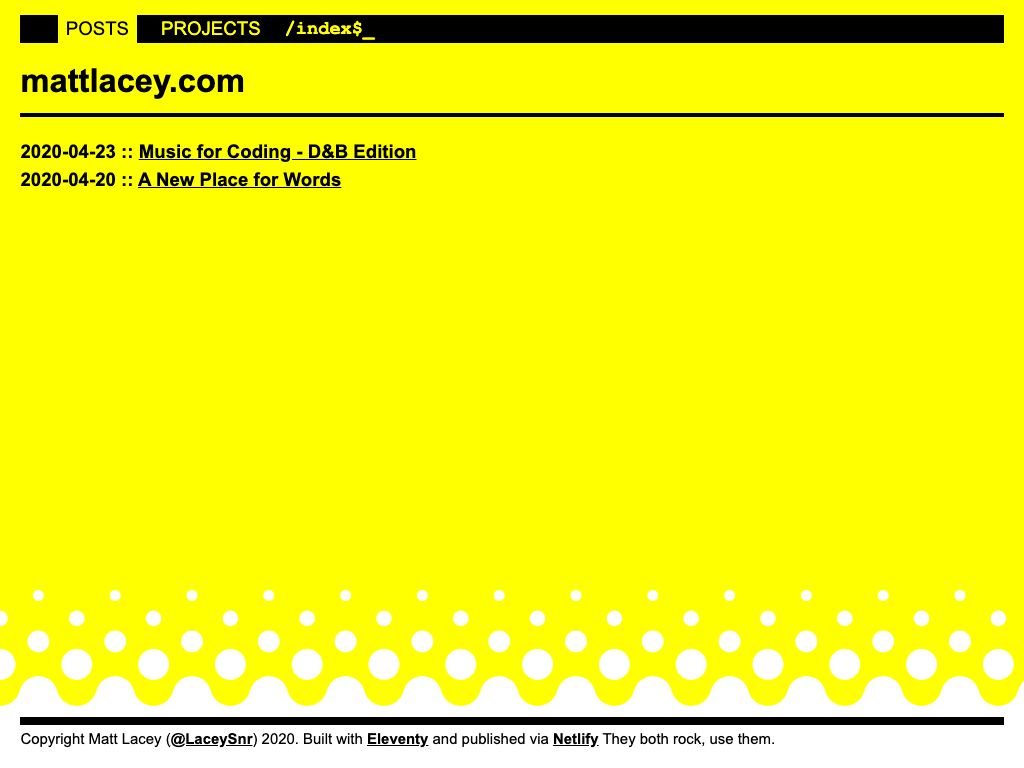 POSTS PROJECTS /index$_
mattlacey.com
2020-04-23 :: Music for Coding - D&B Edition
2020-04-20 :: A New Place for Words
Copyright Matt Lacey (@LaceySnr) 2020. Built with Eleventy and published via Netlify They both rock, use them.